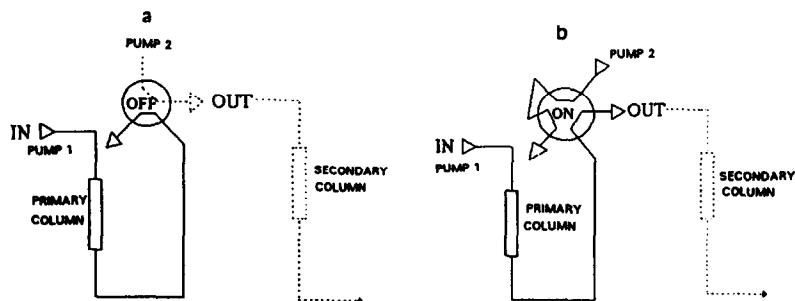 a
PUMP 2
OFF
OUT
IN
PUMP 1
PRIMARY
COLUMN
SECONDARY
COLUMN
b
PUMP 2
ON
OUT
IN
PUMP 1
PRIMARY
COLUMN
SECONDARY
COLUMN